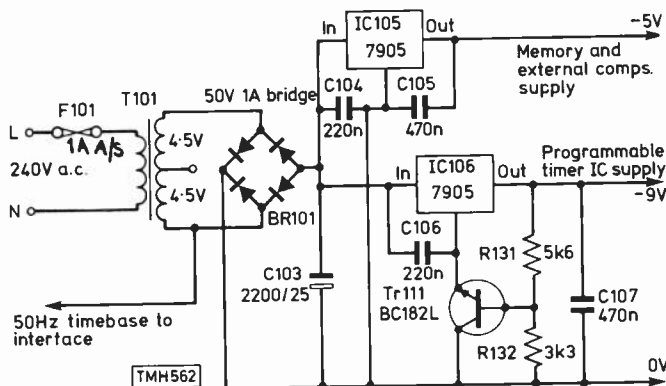 IC105
In
Out
7905
-5V
Memory and
external comps.
supply
C104
220n
C105
470n
F101
T101
50V 1A bridge
L
1A A/S
240V a.c.
N
4·5V
4·5V
BR101
IC106
In
Out
7905
Programmable
timer IC supply
-9V
C106
220n
R131
5k6
C103
2200/25
Tr111
BC182L
C107
470n
R132
3k3
50Hz timebase to
interface
TMH562
0V